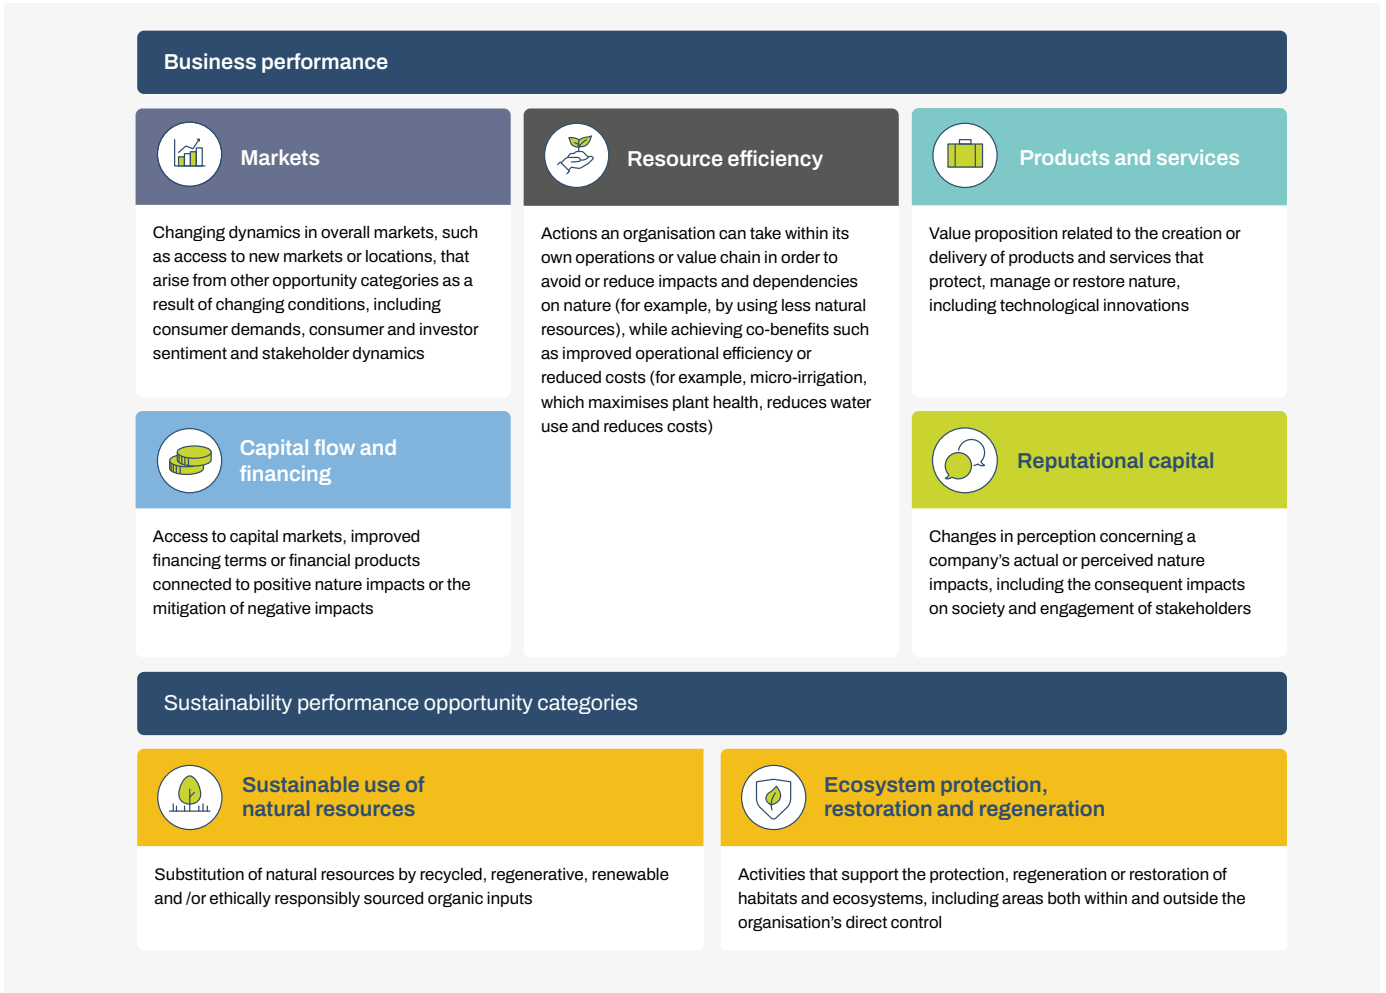 Business performance
Markets
Changing dynamics in overall markets, such
as access to new markets or locations, that
arise from other opportunity categories as a
result of changing conditions, including
consumer demands, consumer and investor
sentiment and stakeholder dynamics
Resource efficiency
Actions an organisation can take within its
own operations or value chain in order to
avoid or reduce impacts and dependencies
on nature (for example, by using less natural
resources), while achieving co-benefits such
as improved operational efficiency or
reduced costs (for example, micro-irrigation,
which maximises plant health, reduces water
use and reduces costs)
Products and services
Value proposition related to the creation or
delivery of products and services that
protect, manage or restore nature,
including technological innovations
Capital flow and
financing
Access to capital markets, improved
financing terms or financial products
connected to positive nature impacts or the
mitigation of negative impacts
Reputational capital
Changes in perception concerning a
company’s actual or perceived nature
impacts, including the consequent impacts
on society and engagement of stakeholders
Sustainability performance opportunity categories
Sustainable use of
natural resources
Substitution of natural resources by recycled, regenerative, renewable
and /or ethically responsibly sourced organic inputs
Ecosystem protection,
restoration and regeneration
Activities that support the protection, regeneration or restoration of
habitats and ecosystems, including areas both within and outside the
organisation’s direct control